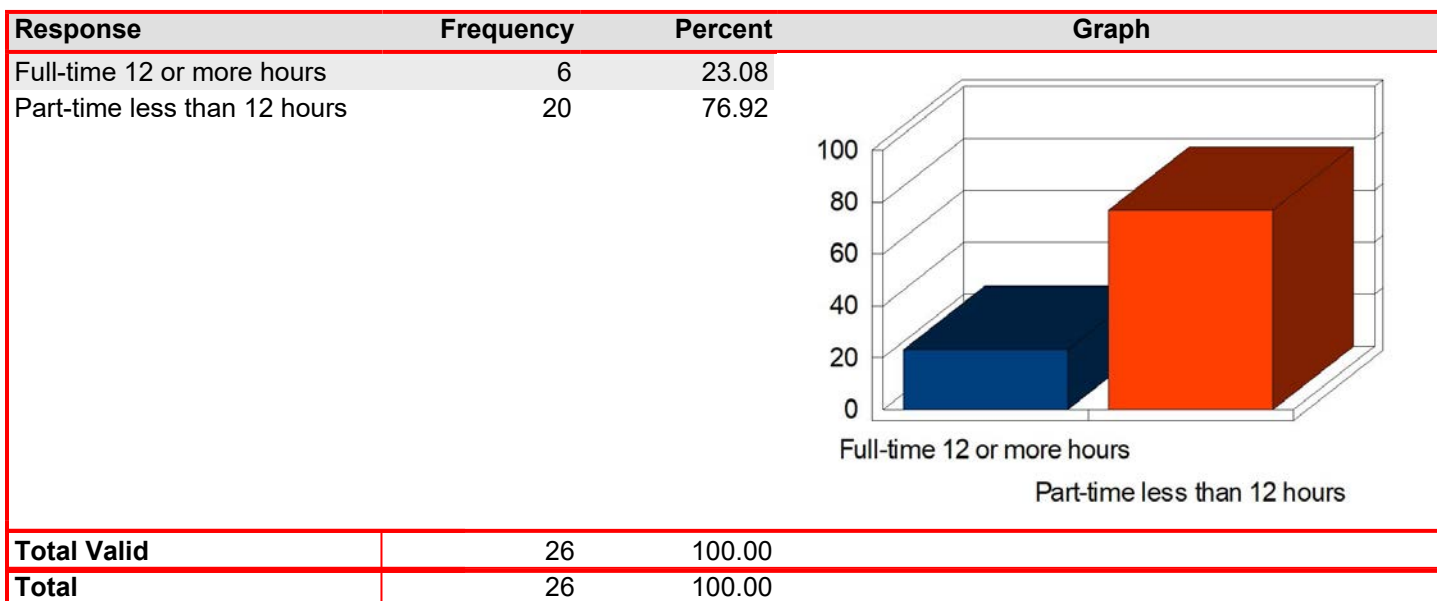 Response Frequency Percent Graph
Full-time 12 or more hours 6 23.08
Part-time less than 12 hours 20 76.92
100
80
60
40
20
0
Full-time 12 or more hours
Part-time less than 12 hours
Total Valid 26 100.00
Total 26 100.00